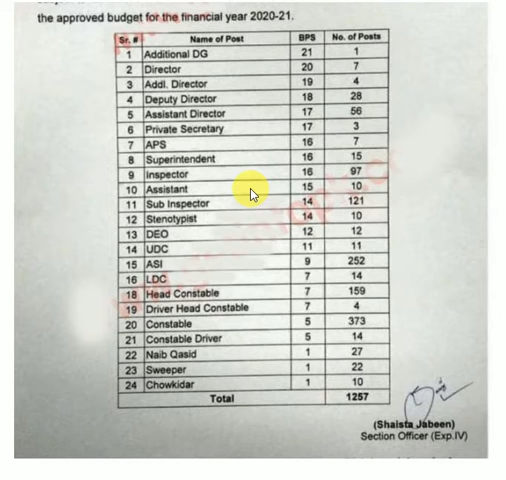 the approved budget for the financial year 2020-21.
Sr. # Name of Post BPS No. of Posts
1 Additional DG 21 1
2 Director 20 7
3 Addl. Director 19 4
4 Deputy Director 18 28
5 Assistant Director 17 56
6 Private Secretary 17 3
7 APS 16 7
8 Superintendent 16 15
9 Inspector 16 97
10 Assistant 15 10
11 Sub Inspector 14 121
12 Stenotypist 14 10
13 DEO 12 12
14 UDC 11 11
15 ASI 9 252
16 LDC 7 14
18 Head Constable 7 159
19 Driver Head Constable 7 4
20 Constable 5 373
21 Constable Driver 5 14
22 Naib Qasid 1 27
23 Sweeper 1 22
24 Chowkidar 1 10
Total 1257
(Shaista Jabeen)
Section Officer (Exp.IV)